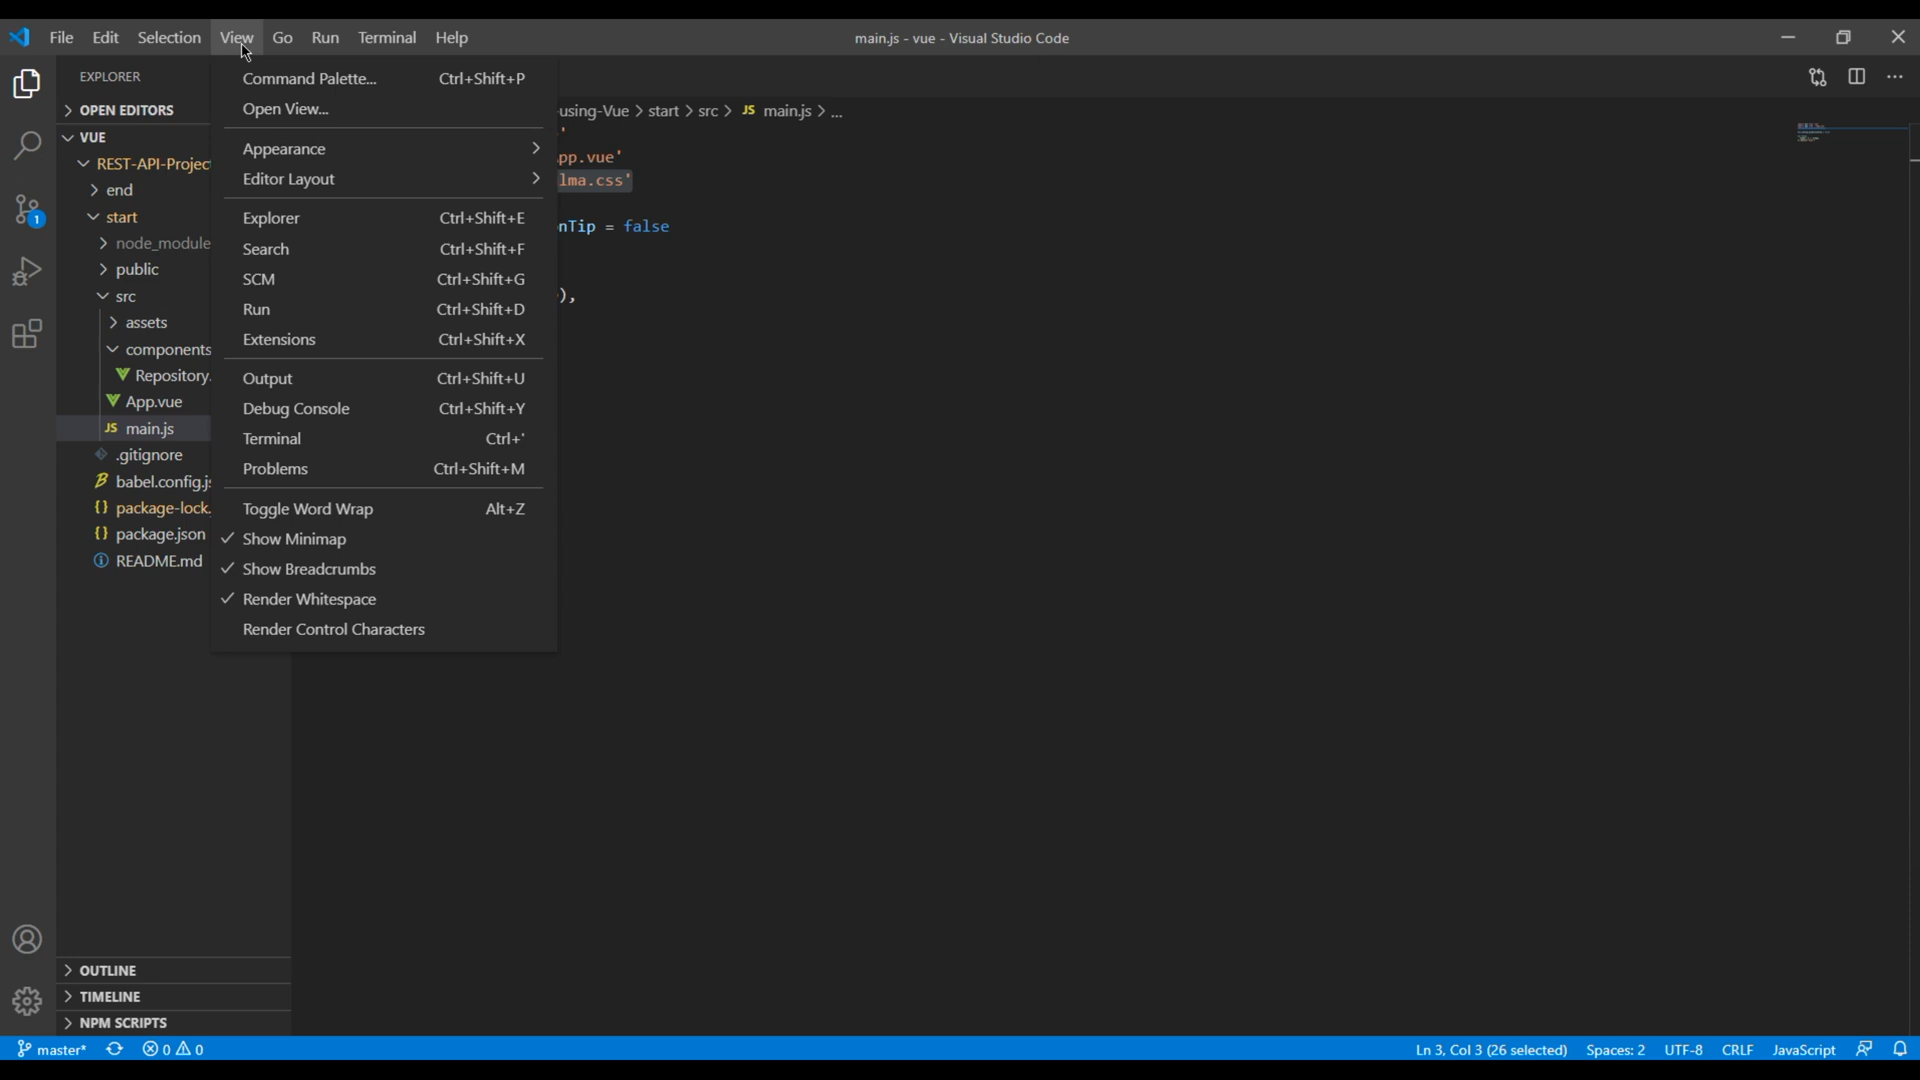 File Edit Selection View Go Run Terminal Help
main.js - vue - Visual Studio Code
EXPLORER
OPEN EDITORS
VUE
REST-API-Projec
end
start
node_module
public
src
assets
components
Repository.
App.vue
JS main.js
.gitignore
babel.config.js
{} package-lock.
{} package.json
README.md
OUTLINE
TIMELINE
NPM SCRIPTS
Command Palette... Ctrl+Shift+P
Open View...
Appearance
Editor Layout
Explorer Ctrl+Shift+E
Search Ctrl+Shift+F
SCM Ctrl+Shift+G
Run Ctrl+Shift+D
Extensions Ctrl+Shift+X
Output Ctrl+Shift+U
Debug Console Ctrl+Shift+Y
Terminal Ctrl+'
Problems Ctrl+Shift+M
Toggle Word Wrap Alt+Z
Show Minimap
Show Breadcrumbs
Render Whitespace
Render Control Characters
-using-Vue > start > src > JS main.js > ...
pp.vue'
lma.css'
nTip = false
),
1
master* 0 0 Ln 3, Col 3 (26 selected) Spaces: 2 UTF-8 CRLF JavaScript